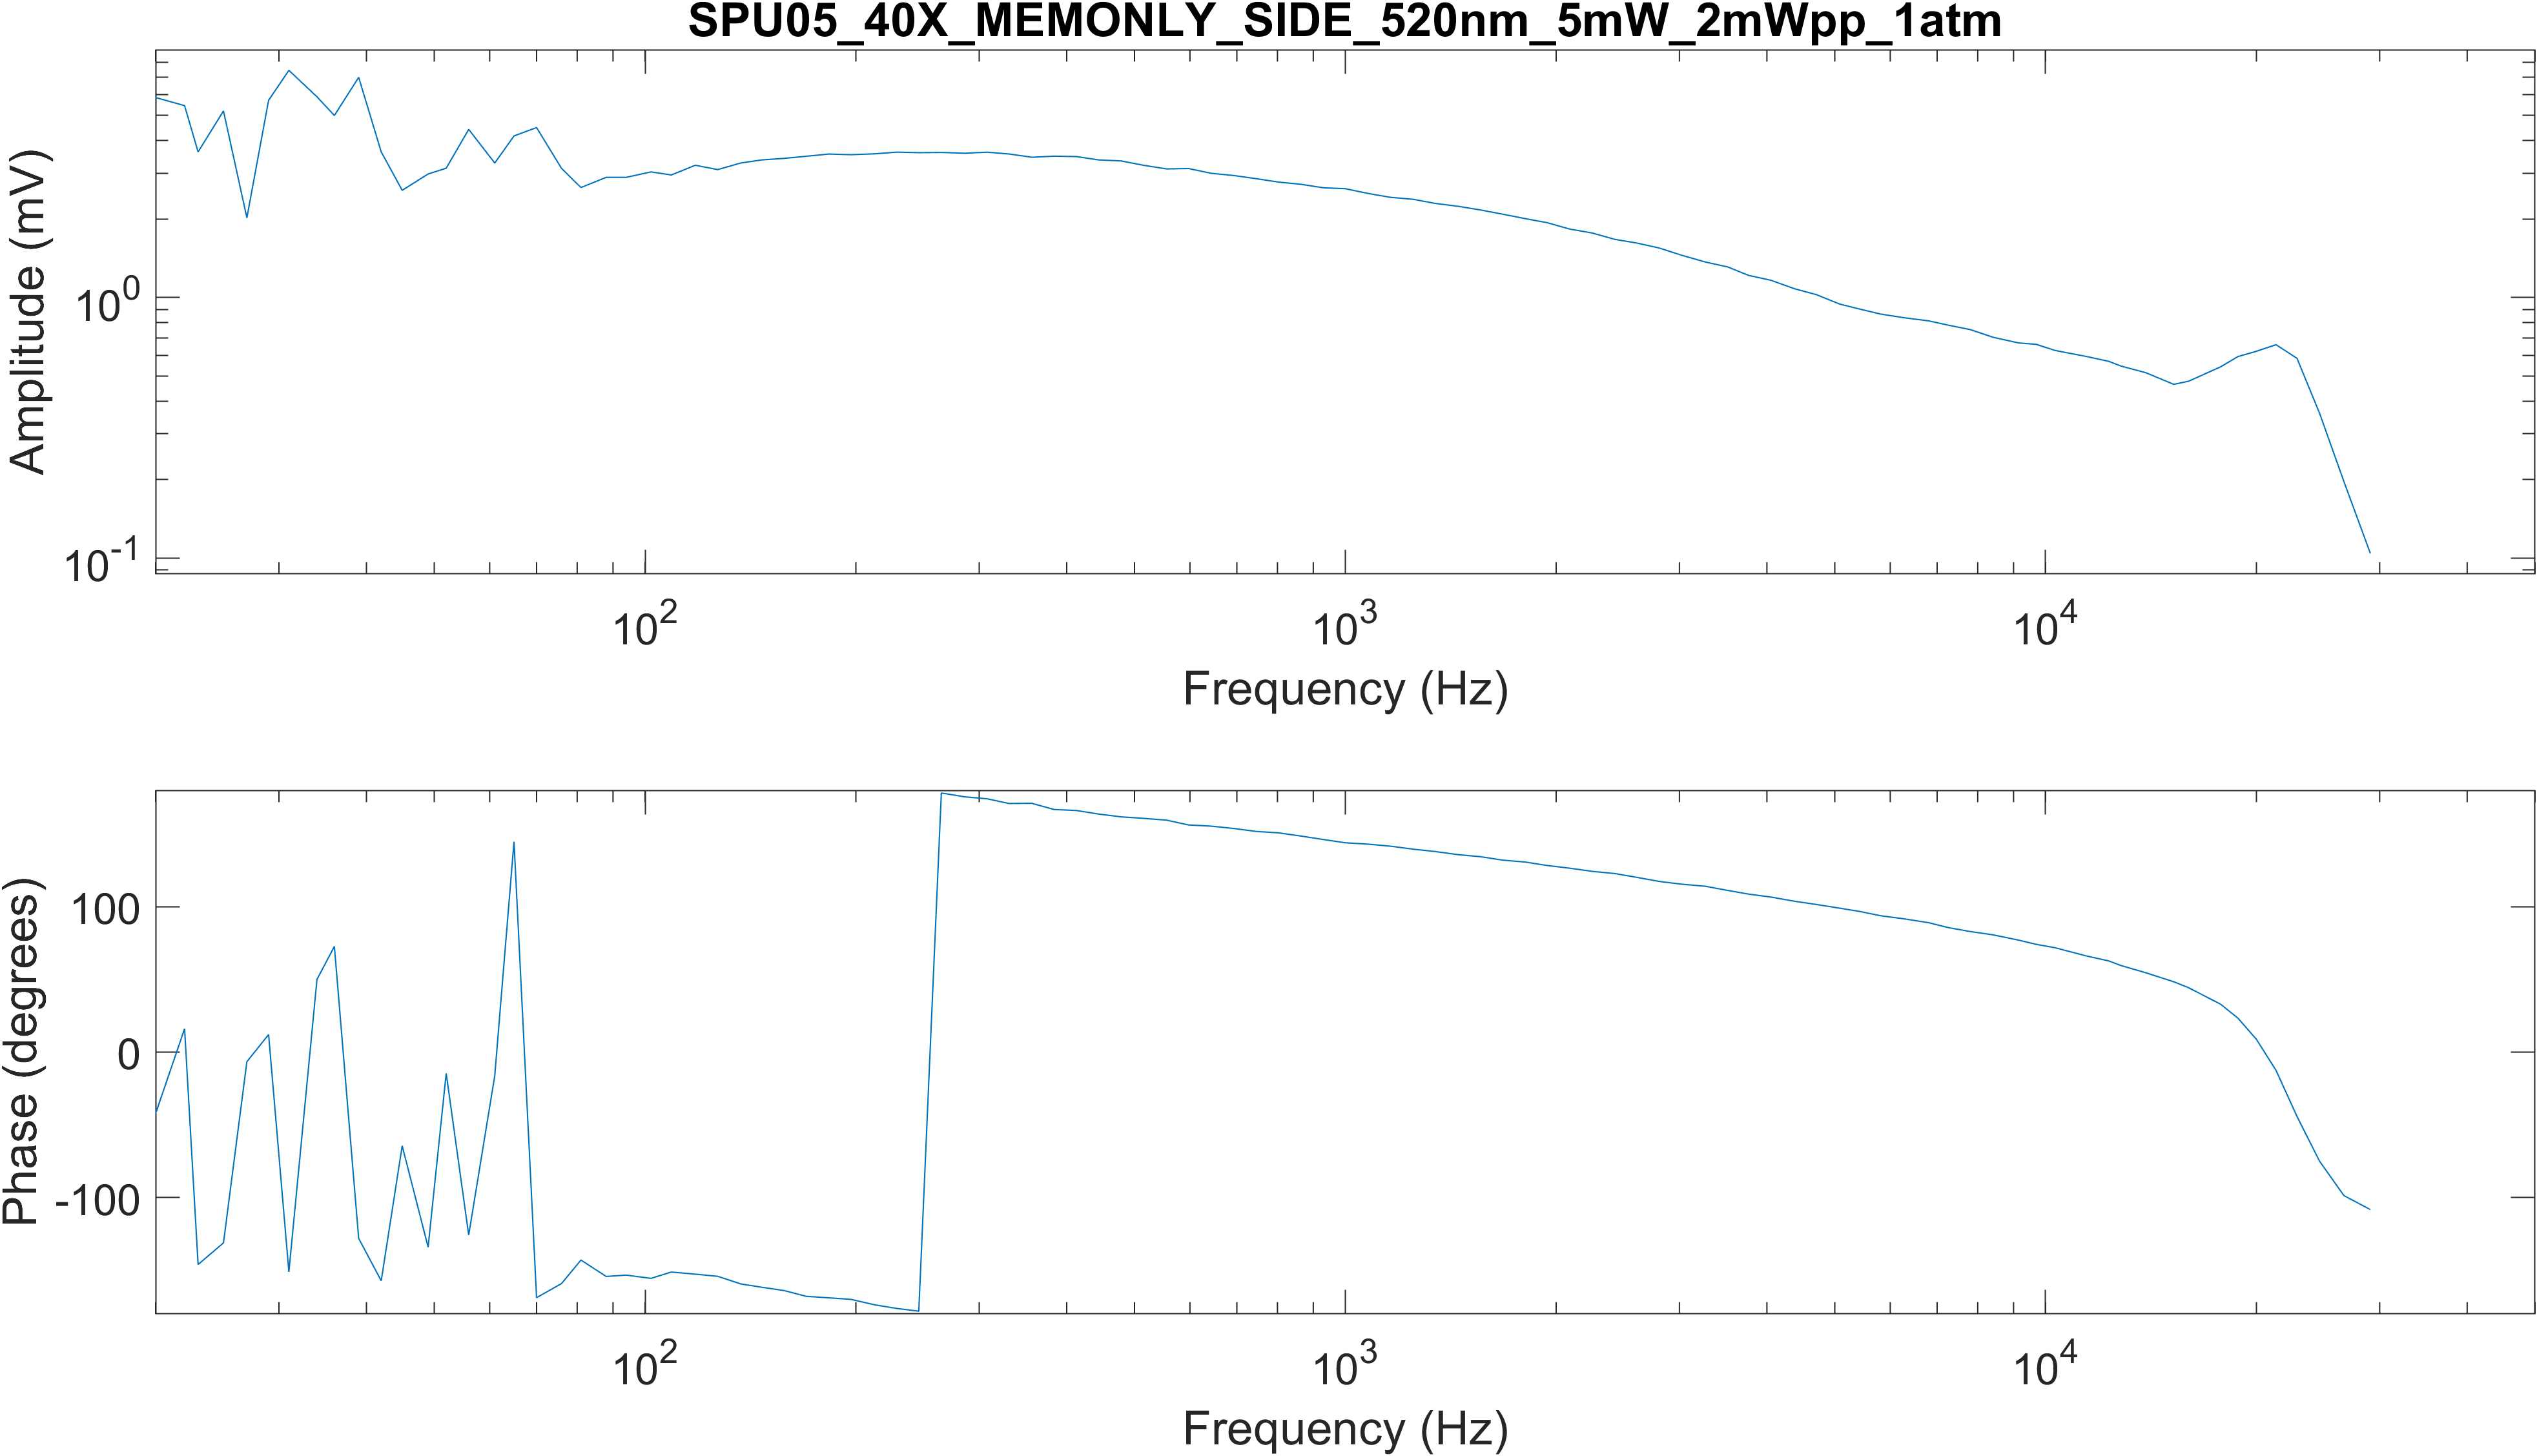 SPU05_40X_MEMONLY_SIDE_520nm_5mW_2mWpp_1atm
Amplitude (mV)
10^0
10^-1
10^2
10^3
10^4
Frequency (Hz)
Phase (degrees)
100
0
-100
10^2
10^3
10^4
Frequency (Hz)